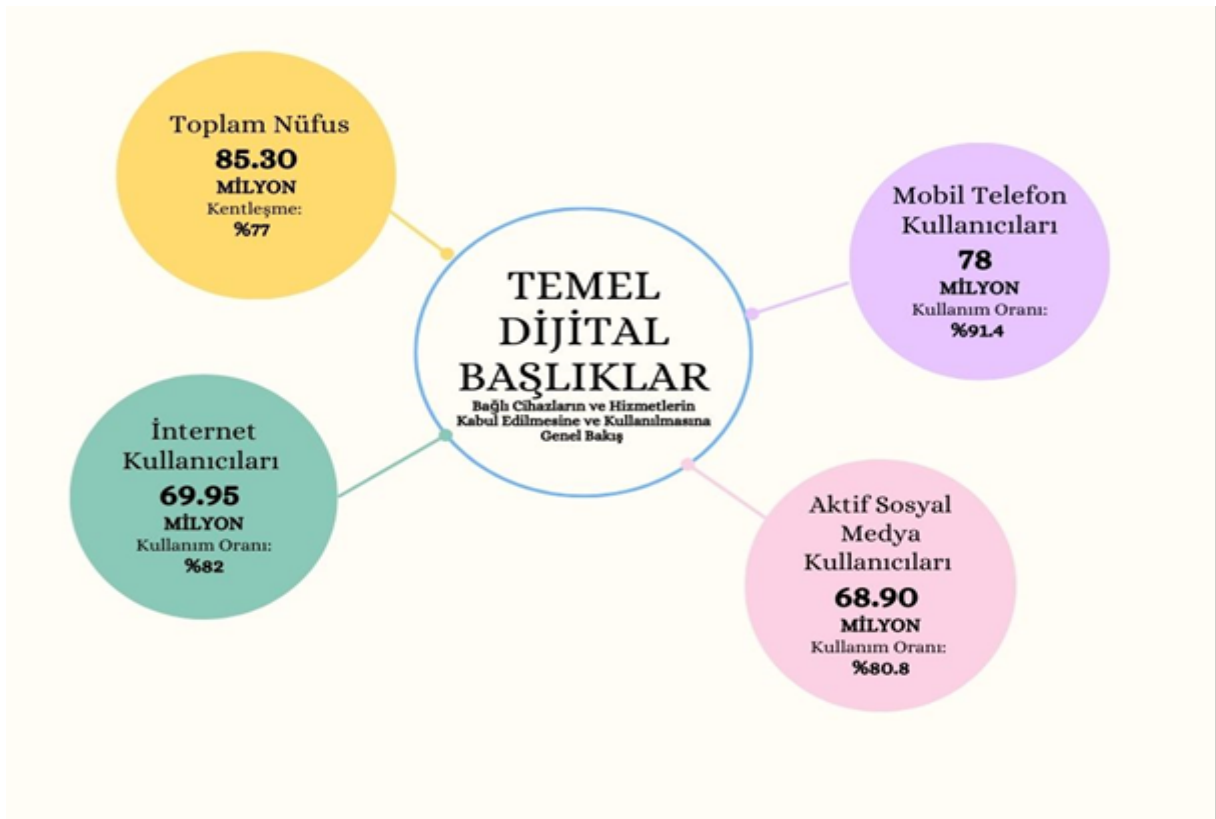 Toplam Nüfus
85.30
MİLYON
Kentleşme:
%77
Mobil Telefon
Kullanıcıları
78
MİLYON
Kullanım Oranı:
%91.4
TEMEL
DİJİTAL
BAŞLIKLAR
Bağlı Cihazların ve Hizmetlerin
Kabul Edilmesine ve Kullanılmasına
Genel Bakış
İnternet
Kullanıcıları
69.95
MİLYON
Kullanım Oranı:
%82
Aktif Sosyal
Medya
Kullanıcıları
68.90
MİLYON
Kullanım Oranı:
%80.8